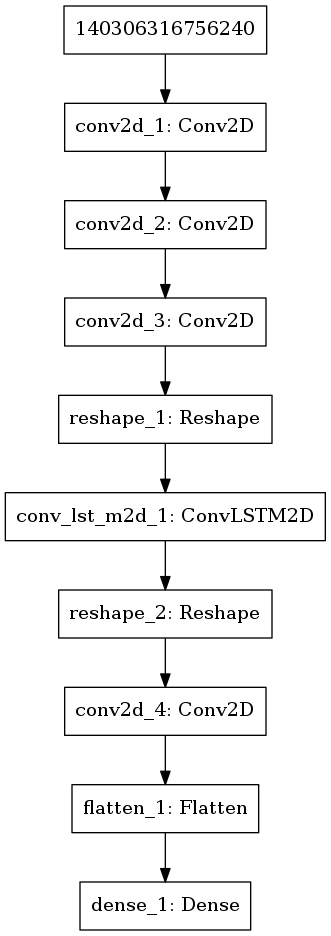 140306316756240
conv2d_1: Conv2D
conv2d_2: Conv2D
conv2d_3: Conv2D
reshape_1: Reshape
conv_lst_m2d_1: ConvLSTM2D
reshape_2: Reshape
conv2d_4: Conv2D
flatten_1: Flatten
dense_1: Dense